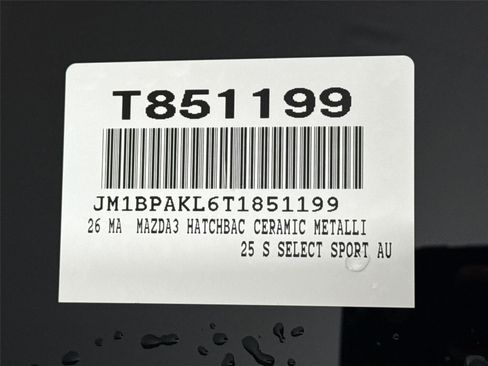 T851199
JM1BPAKL6T1851199
26 MA MAZDA3 HATCHBAC CERAMIC METALLI
25 S SELECT SPORT AU